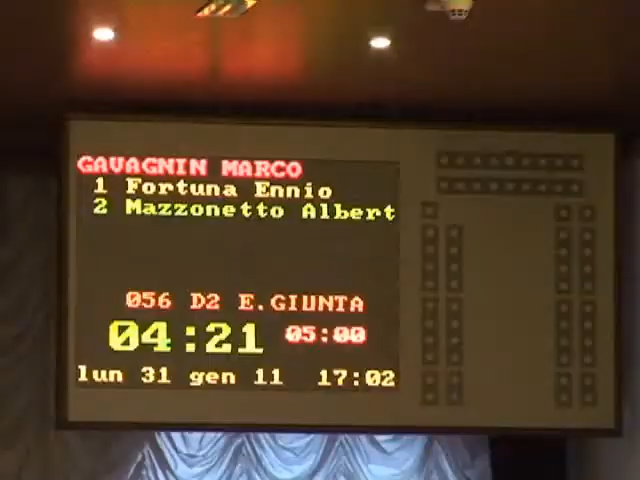 GAVAGNIN MARCO
1 Fortuna Ennio
2 Mazzonetto Albert
056 D2 E.GIUNTA
04:21 05:00
lun 31 gen 11 17:02